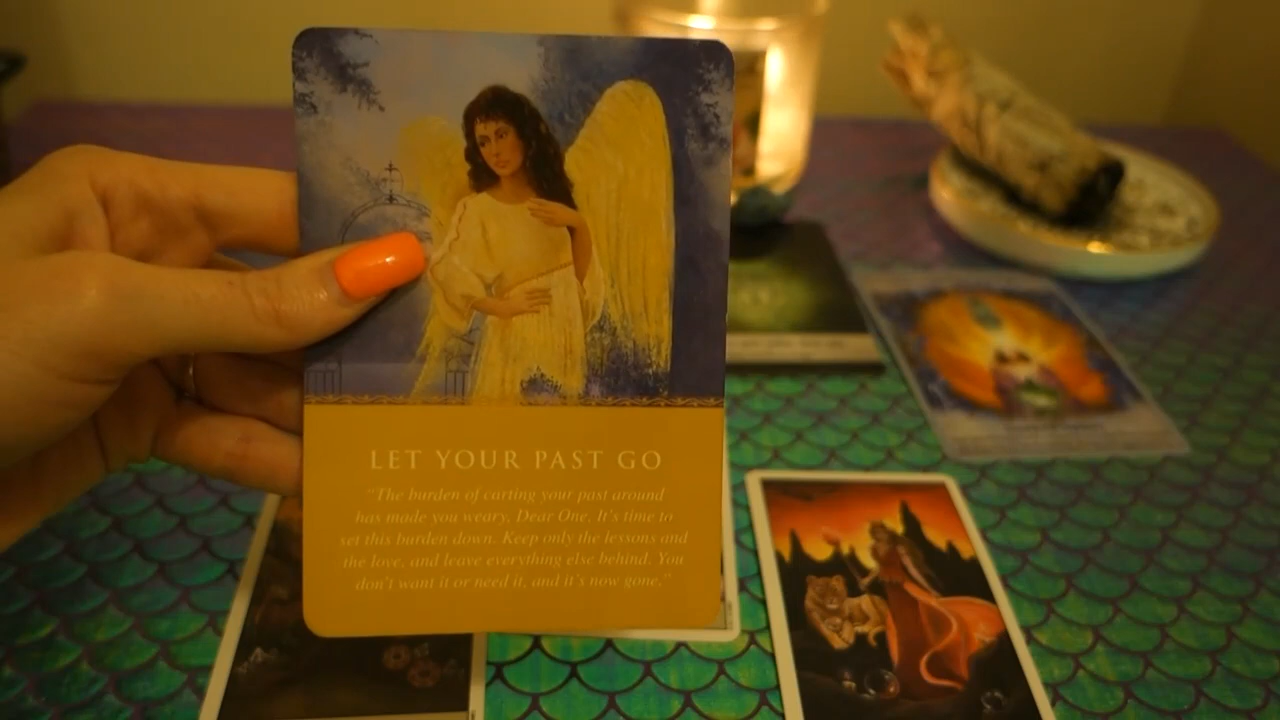 LET YOUR PAST GO
"The burden of carting your past around
has made you weary, Dear One. It's time to
set this burden down. Keep only the lessons and
the love, and leave everything else behind. You
don't want it or need it, and it's now gone."